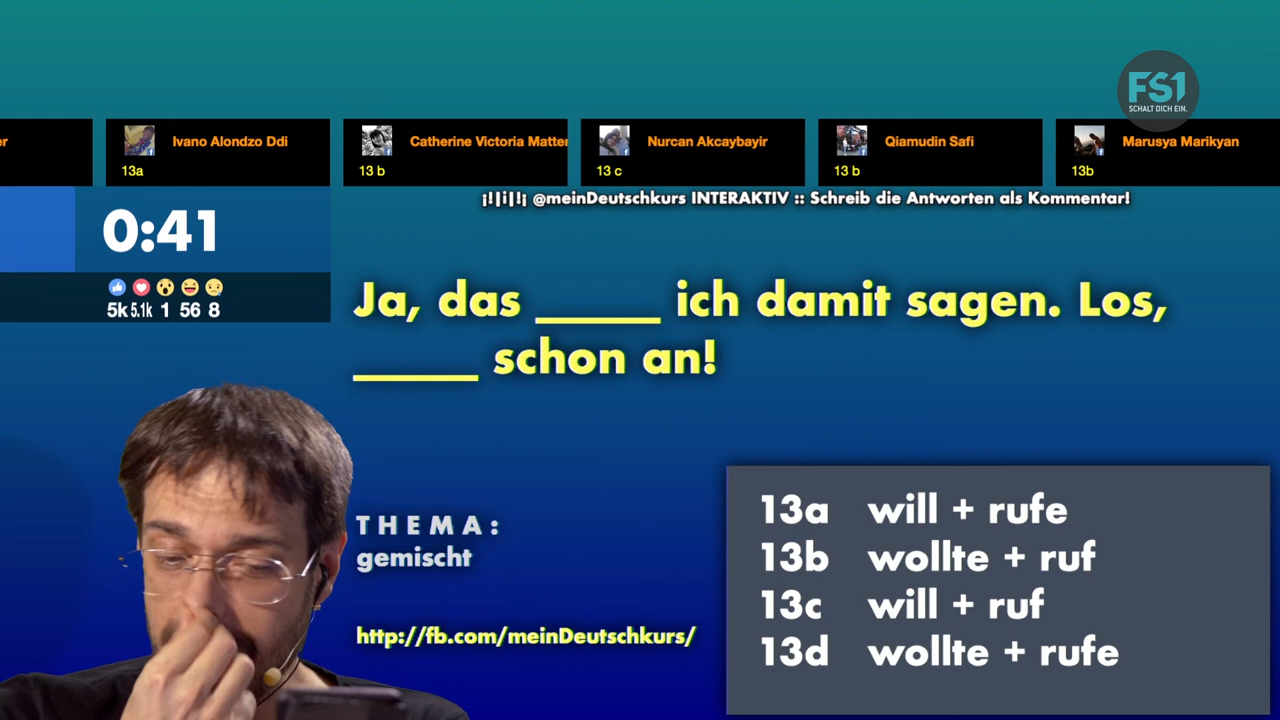 FS1
SCHALT DICH EIN.
er
Ivano Alondzo Ddi
13a
Catherine Victoria Matter
13 b
Nurcan Akcaybayir
13 c
Qiamudin Safi
13 b
Marusya Marikyan
13b
¡!|i|!¡ @meinDeutschkurs INTERAKTIV :: Schreib die Antworten als Kommentar!
0:41
5k 5.1k 1 56 8
Ja, das _____ ich damit sagen. Los,
_____ schon an!
THEMA:
gemischt
http://fb.com/meinDeutschkurs/
13a will + rufe
13b wollte + ruf
13c will + ruf
13d wollte + rufe